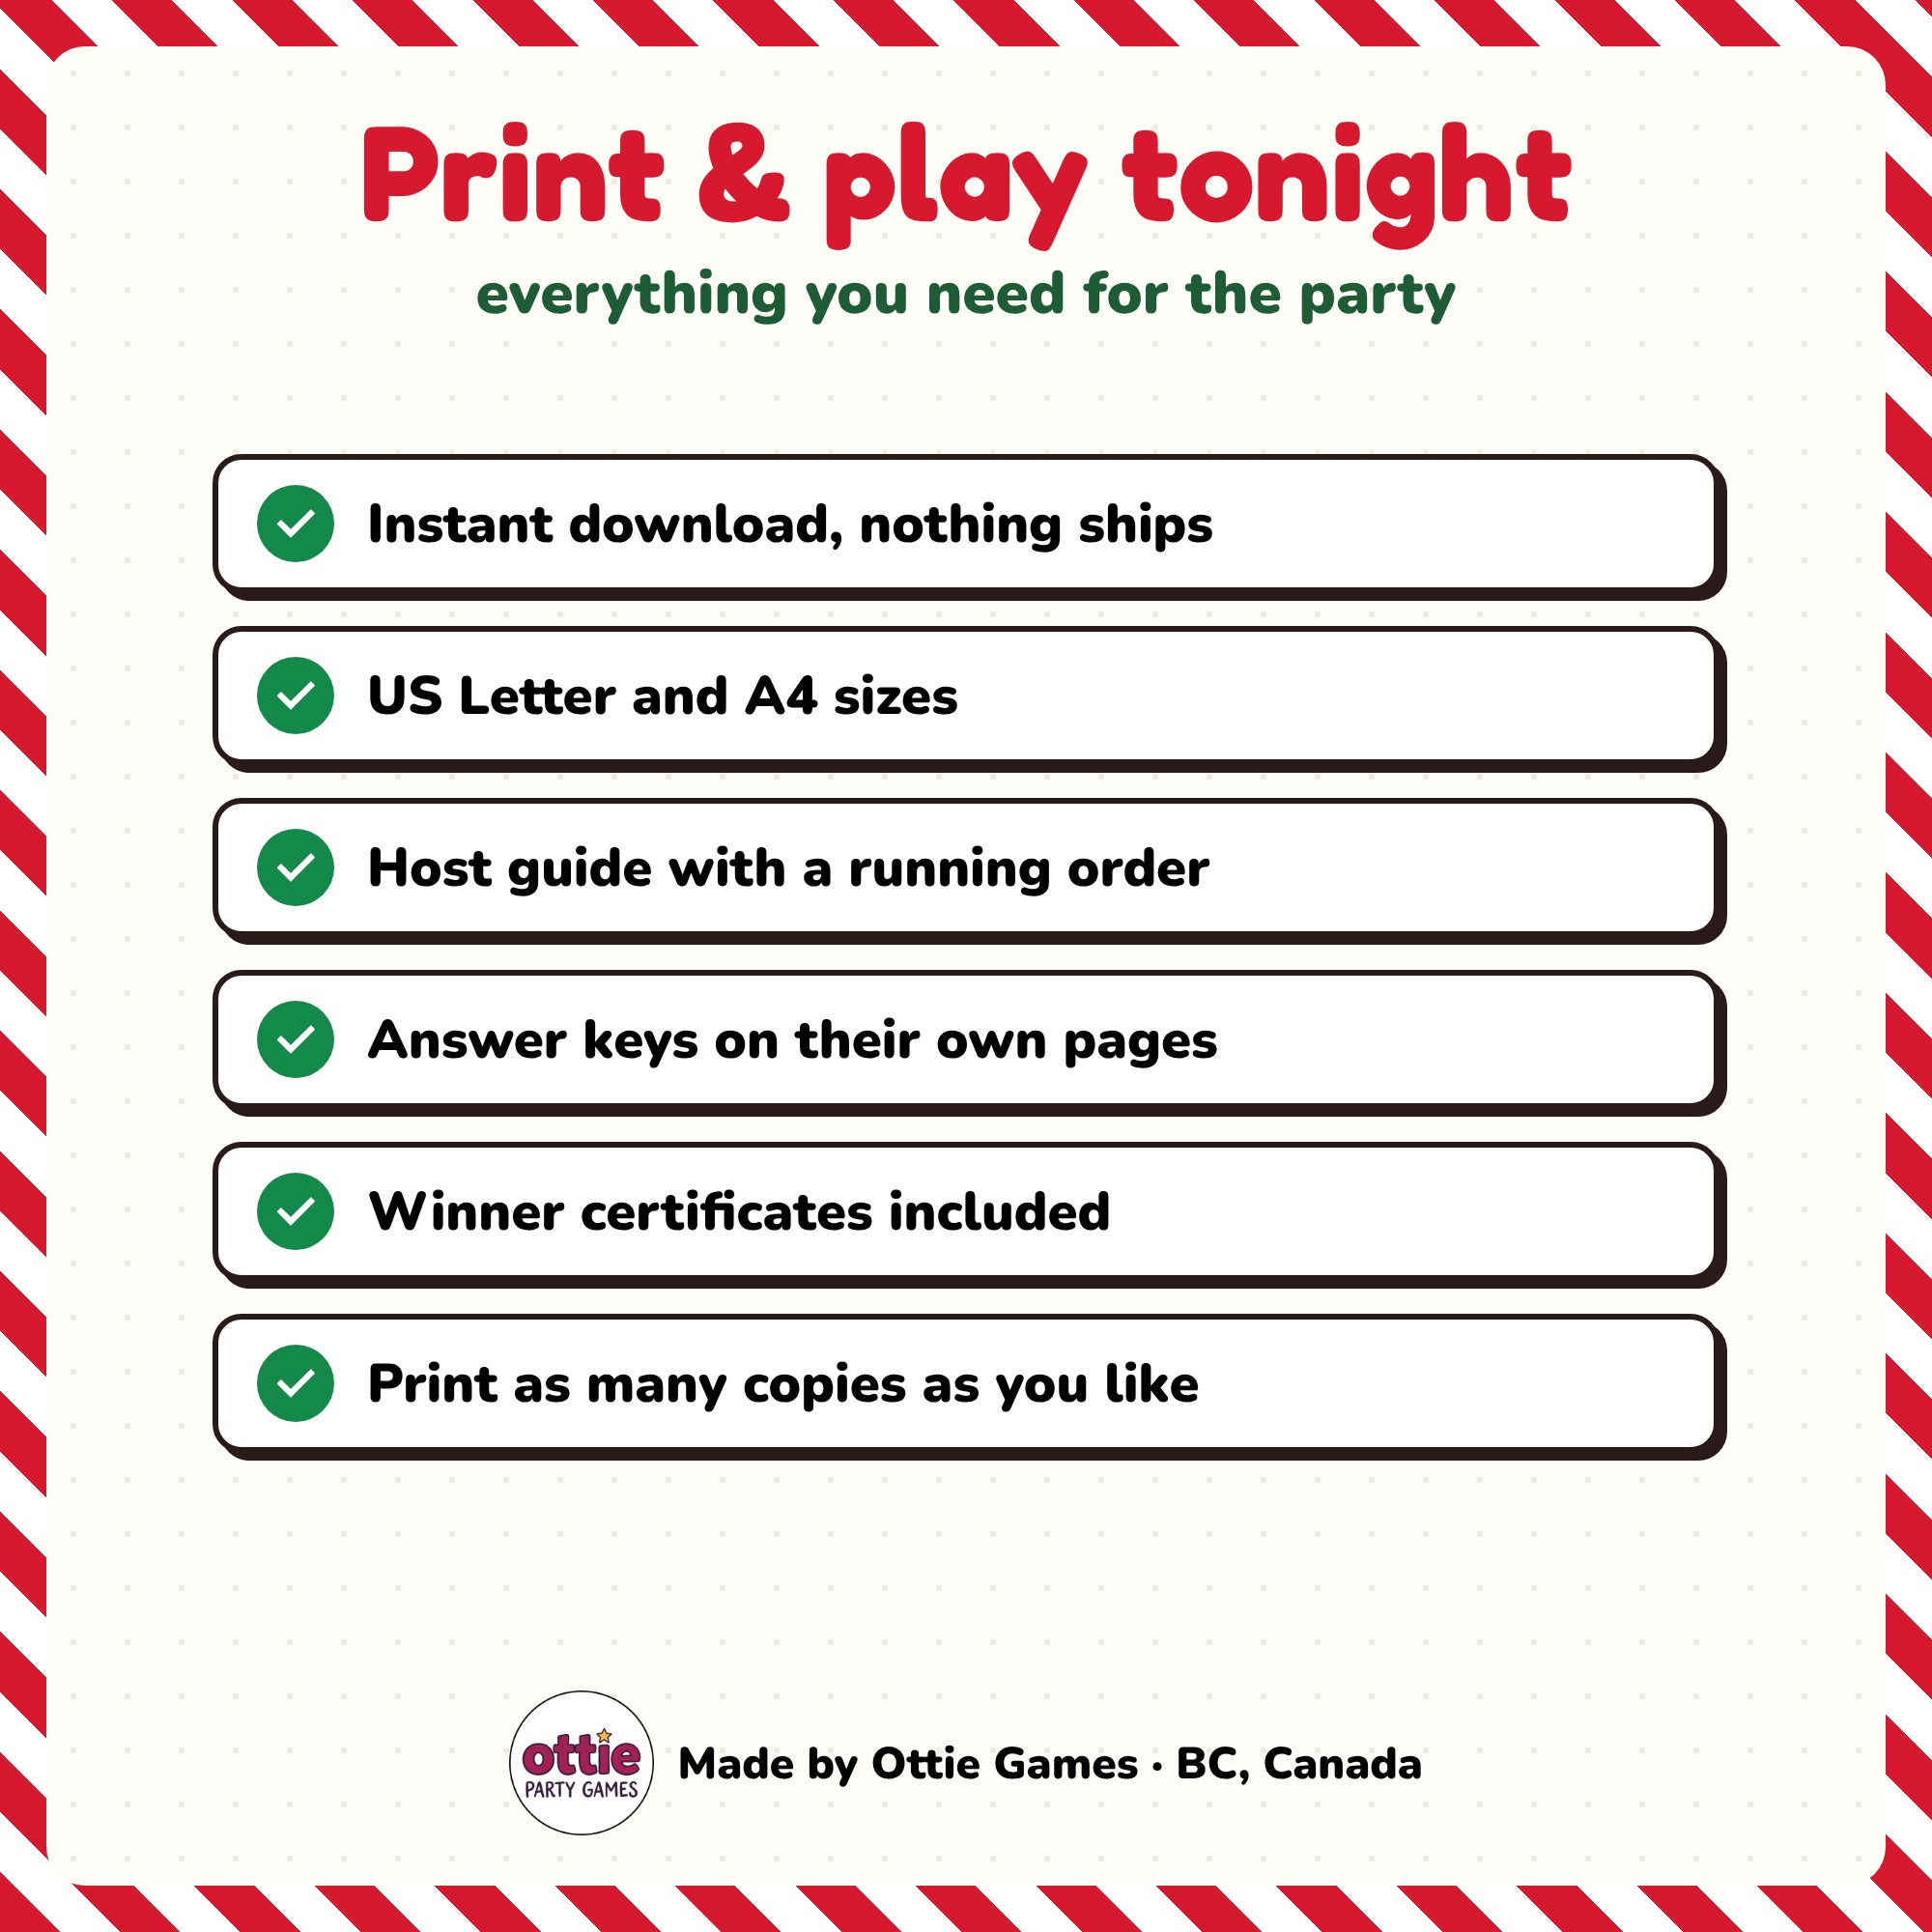 Print & play tonight
everything you need for the party
Instant download, nothing ships
US Letter and A4 sizes
Host guide with a running order
Answer keys on their own pages
Winner certificates included
Print as many copies as you like
ottie
PARTY GAMES
Made by Ottie Games · BC, Canada